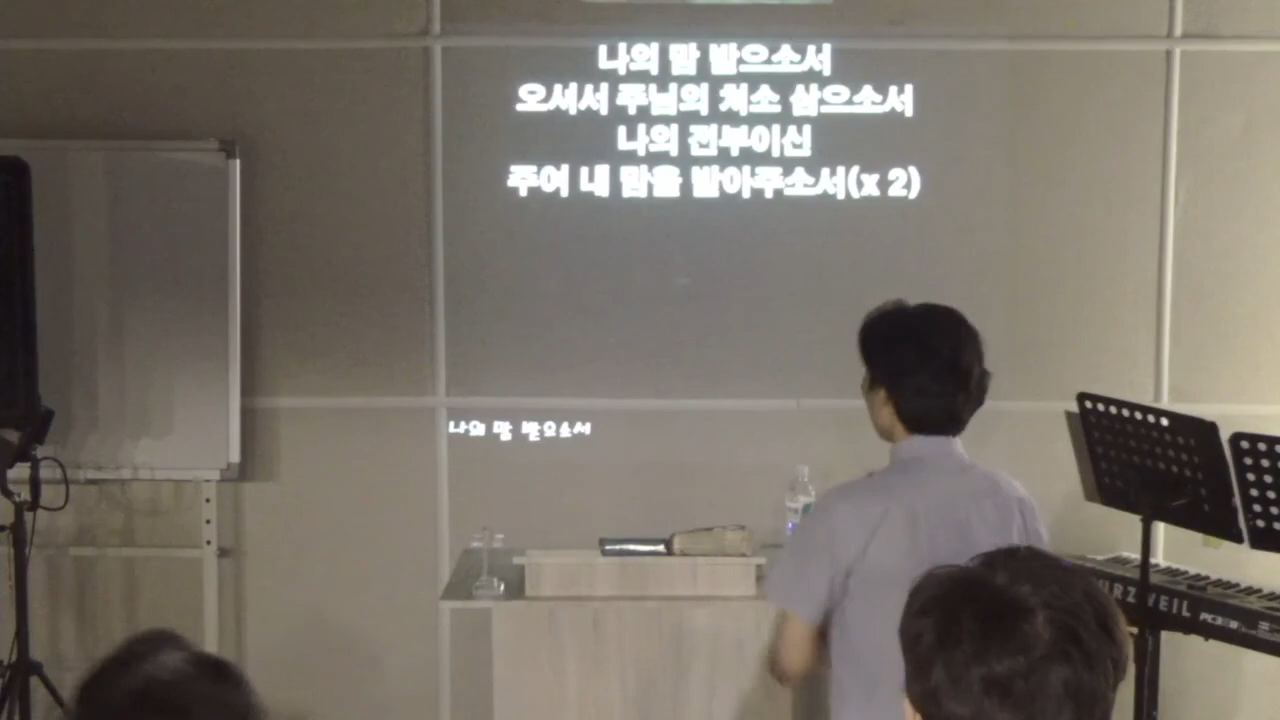 나의 맘 받으소서
오셔서 주님의 처소 삼으소서
나의 전부이신
주여 내 맘을 받아주소서(x 2)
나의 맘 받으소서
KURZWEIL